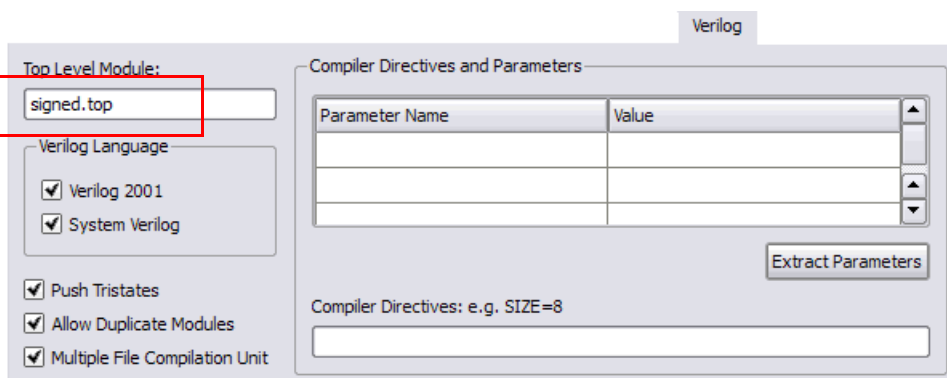 Verilog
Top Level Module:
signed.top
Verilog Language
Verilog 2001
System Verilog
Push Tristates
Allow Duplicate Modules
Multiple File Compilation Unit
Compiler Directives and Parameters
Parameter Name Value
Extract Parameters
Compiler Directives: e.g. SIZE=8